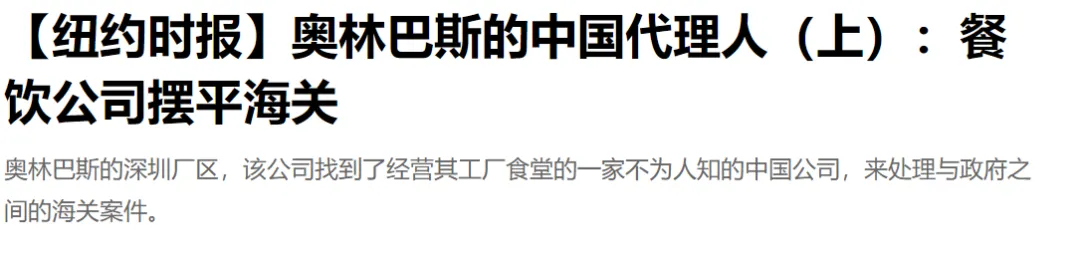 【纽约时报】奥林巴斯的中国代理人（上）：餐
饮公司摆平海关
奥林巴斯的深圳厂区，该公司找到了经营其工厂食堂的一家不为人知的中国公司，来处理与政府之
间的海关案件。